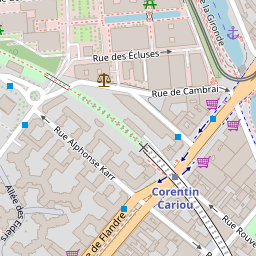 e la Gironde
Rue des Écluses
Rue de Cambrai
Rue Alphonse Karr
Corentin
Cariou
Allée des Eiders
e de Flandre
Rue Rouve